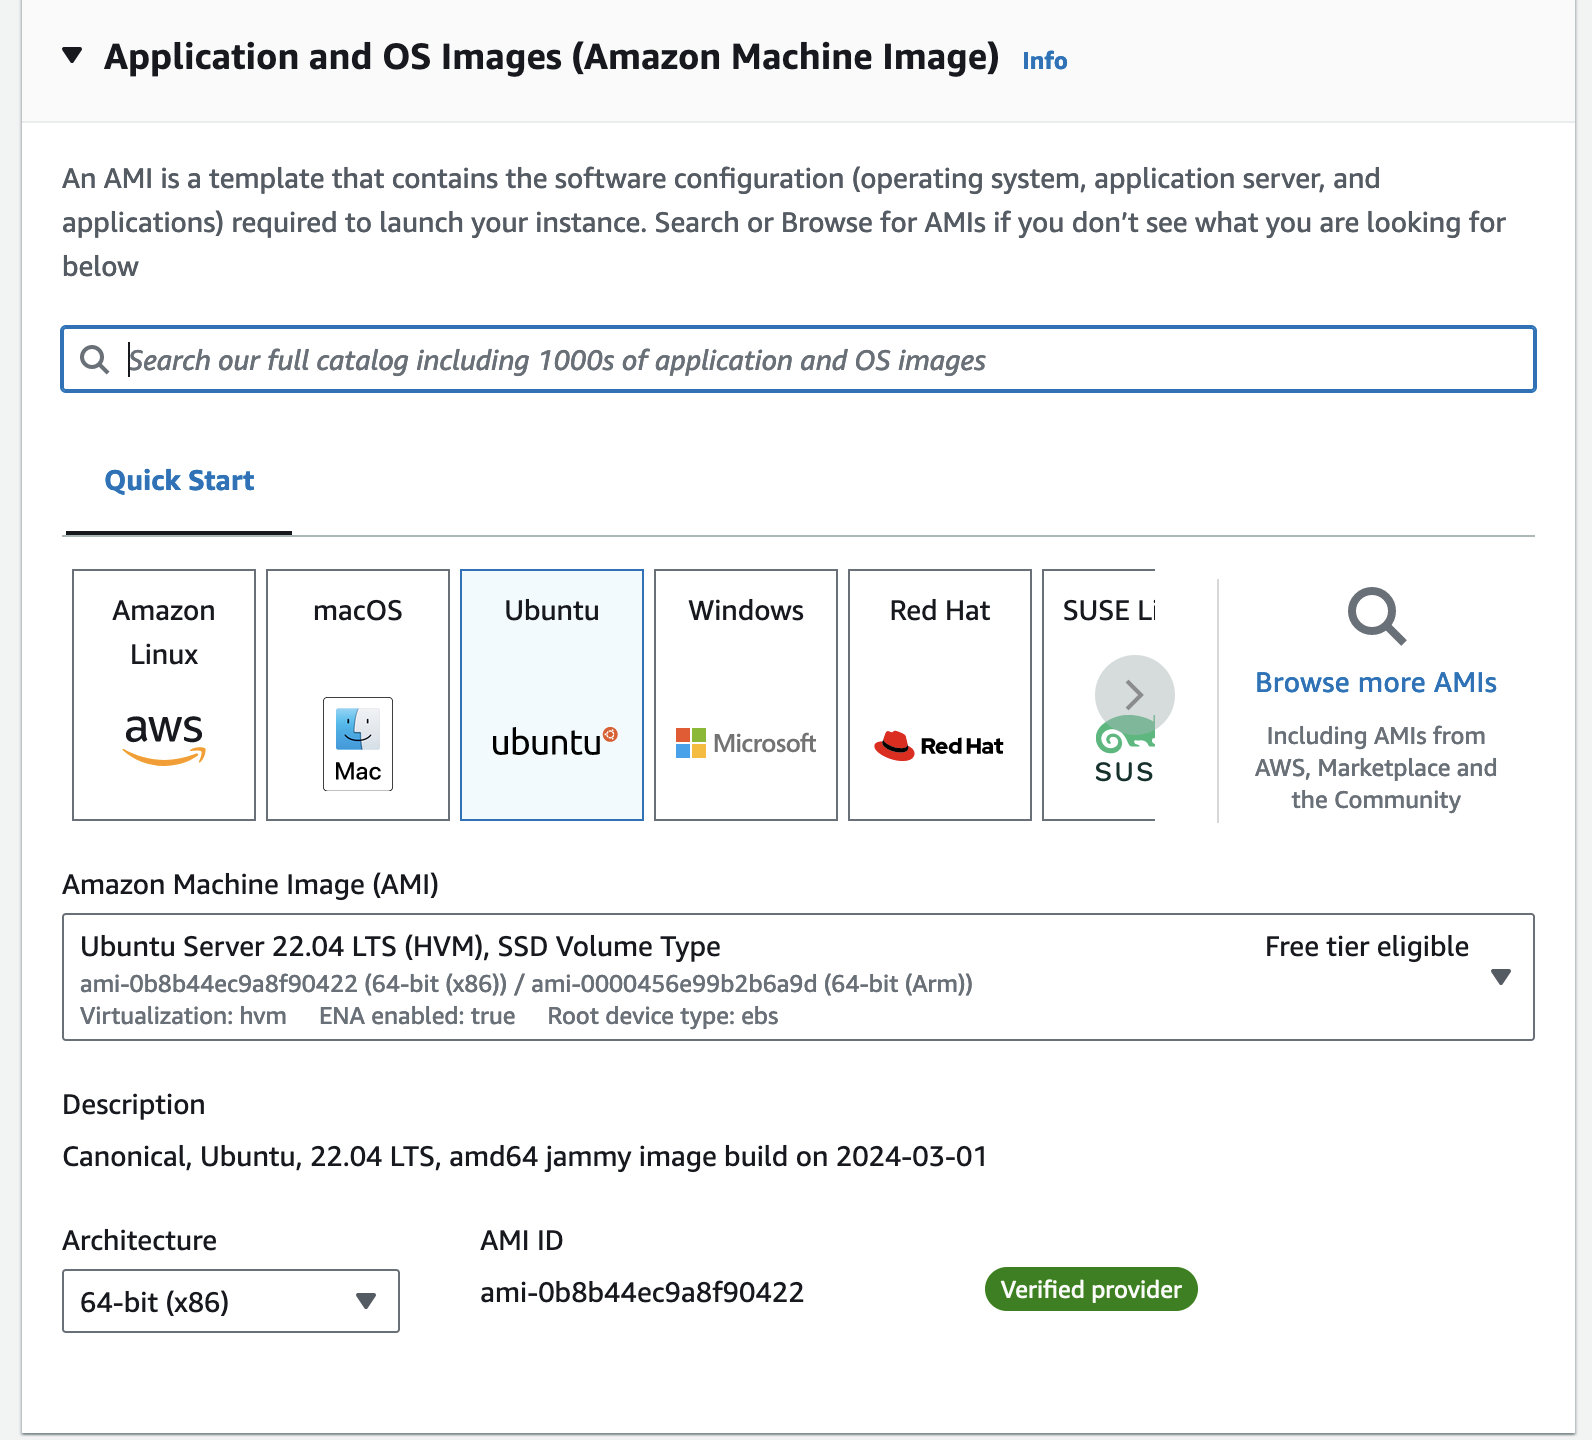 Application and OS Images (Amazon Machine Image) Info
An AMI is a template that contains the software configuration (operating system, application server, and
applications) required to launch your instance. Search or Browse for AMIs if you don’t see what you are looking for
below
Search our full catalog including 1000s of application and OS images
Quick Start
Amazon
Linux
aws
macOS
Mac
Ubuntu
ubuntu
Windows
Microsoft
Red Hat
Red Hat
SUSE Li
SUS
Browse more AMIs
Including AMIs from
AWS, Marketplace and
the Community
Amazon Machine Image (AMI)
Ubuntu Server 22.04 LTS (HVM), SSD Volume Type Free tier eligible
ami-0b8b44ec9a8f90422 (64-bit (x86)) / ami-0000456e99b2b6a9d (64-bit (Arm))
Virtualization: hvm ENA enabled: true Root device type: ebs
Description
Canonical, Ubuntu, 22.04 LTS, amd64 jammy image build on 2024-03-01
Architecture
64-bit (x86)
AMI ID
ami-0b8b44ec9a8f90422
Verified provider